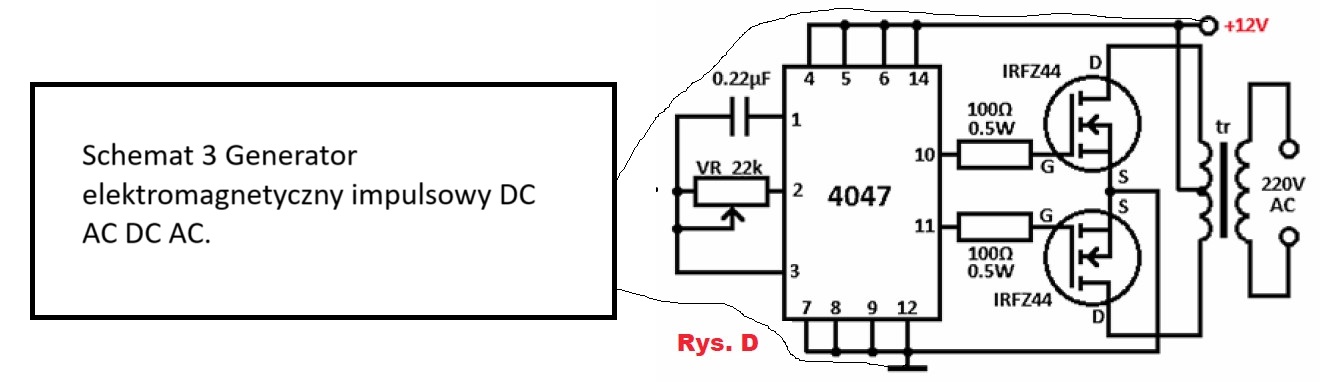 Schemat 3 Generator
elektromagnetyczny impulsowy DC
AC DC AC.
+12V
4 5 6 14
IRFZ44
D
0.22μF
1
100Ω
0.5W
tr
10
G
VR 22k
2
4047
S
220V
AC
S
11
G
100Ω
0.5W
3
IRFZ44
7 8 9 12
D
Rys. D